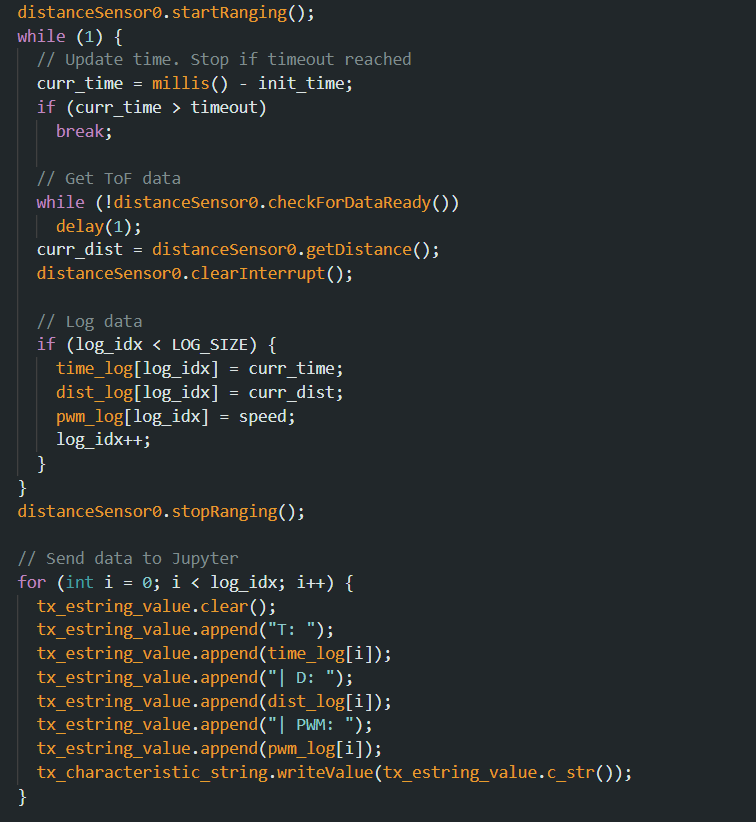 distanceSensor0.startRanging();
while (1) {
  // Update time. Stop if timeout reached
  curr_time = millis() - init_time;
  if (curr_time > timeout)
    break;

  // Get ToF data
  while (!distanceSensor0.checkForDataReady())
    delay(1);
  curr_dist = distanceSensor0.getDistance();
  distanceSensor0.clearInterrupt();

  // Log data
  if (log_idx < LOG_SIZE) {
    time_log[log_idx] = curr_time;
    dist_log[log_idx] = curr_dist;
    pwm_log[log_idx] = speed;
    log_idx++;
  }
}
distanceSensor0.stopRanging();

// Send data to Jupyter
for (int i = 0; i < log_idx; i++) {
  tx_estring_value.clear();
  tx_estring_value.append("T: ");
  tx_estring_value.append(time_log[i]);
  tx_estring_value.append("| D: ");
  tx_estring_value.append(dist_log[i]);
  tx_estring_value.append("| PWM: ");
  tx_estring_value.append(pwm_log[i]);
  tx_characteristic_string.writeValue(tx_estring_value.c_str());
}